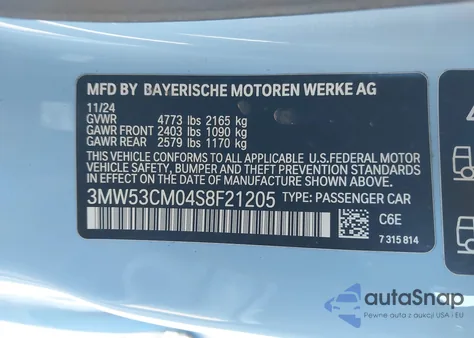 MFD BY BAYERISCHE MOTOREN WERKE AG
11/24
GVWR 4773 lbs 2165 kg
GAWR FRONT 2403 lbs 1090 kg
GAWR REAR 2579 lbs 1170 kg
THIS VEHICLE CONFORMS TO ALL APPLICABLE U.S.FEDERAL MOTOR
VEHICLE SAFETY, BUMPER, AND THEFT PREVENTION STANDARDS
IN EFFECT ON THE DATE OF MANUFACTURE SHOWN ABOVE.
3MW53CM04S8F21205 TYPE: PASSENGER CAR
C6E
7 315 814
autoSnap
Pewne auta z USA i EU